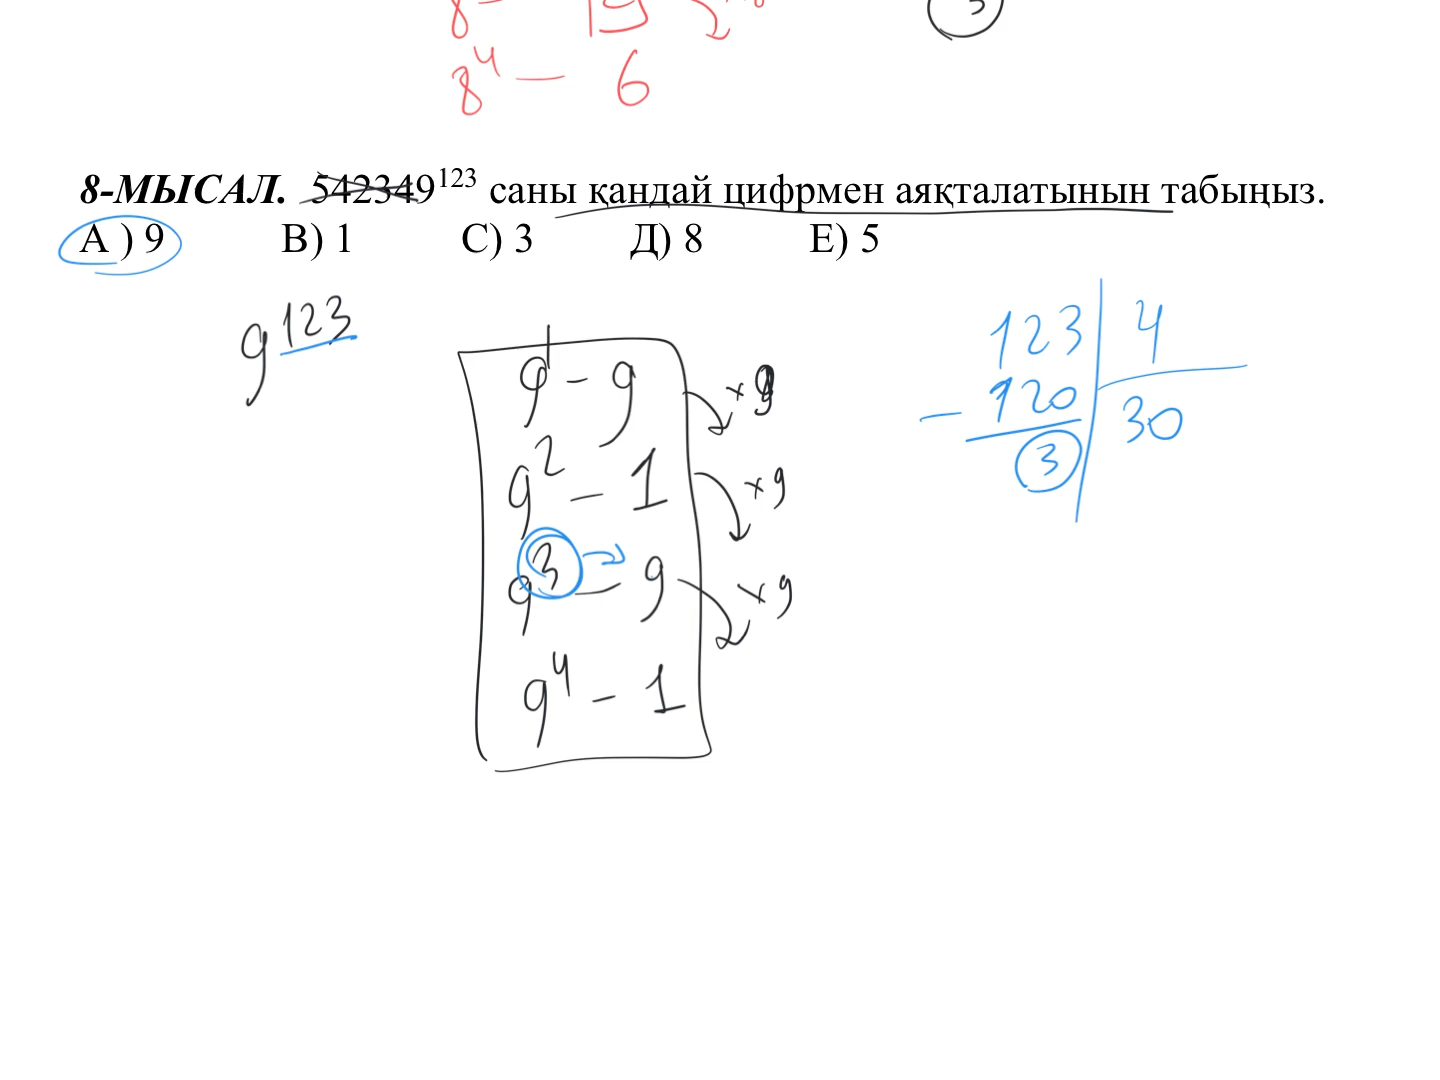 8⁴ – 6
8-МЫСАЛ. 542349¹²³ саны қандай цифрмен аяқталатынын табыңыз.
А ) 9 В) 1 С) 3 Д) 8 Е) 5
9¹²³
9¹ – 9 ×9
9² – 1 ×9
9³ – 9 ×9
9⁴ – 1
123 4
– 120 30
3